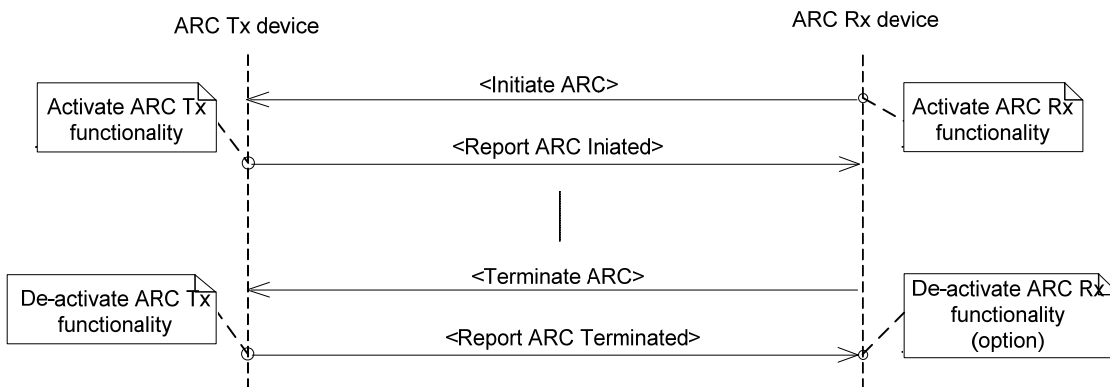 ARC Tx device
ARC Rx device
<Initiate ARC>
Activate ARC Tx
functionality
Activate ARC Rx
functionality
<Report ARC Iniated>
<Terminate ARC>
De-activate ARC Tx
functionality
De-activate ARC Rx
functionality
(option)
<Report ARC Terminated>